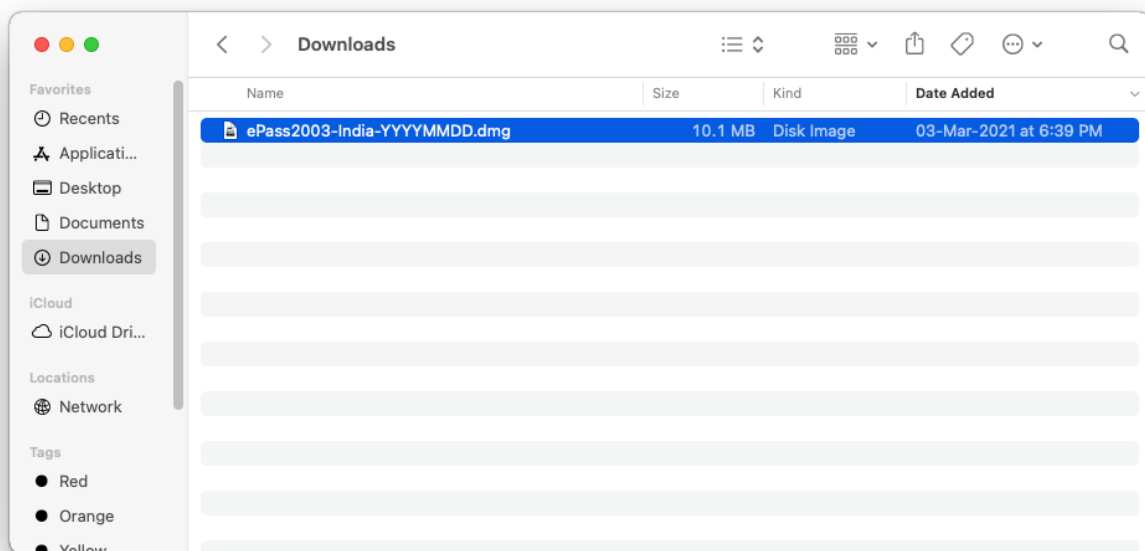 Downloads
Favorites
Recents
Applicati...
Desktop
Documents
Downloads
iCloud
iCloud Dri...
Locations
Network
Tags
Red
Orange
Yellow
Name Size Kind Date Added
ePass2003-India-YYYYMMDD.dmg 10.1 MB Disk Image 03-Mar-2021 at 6:39 PM